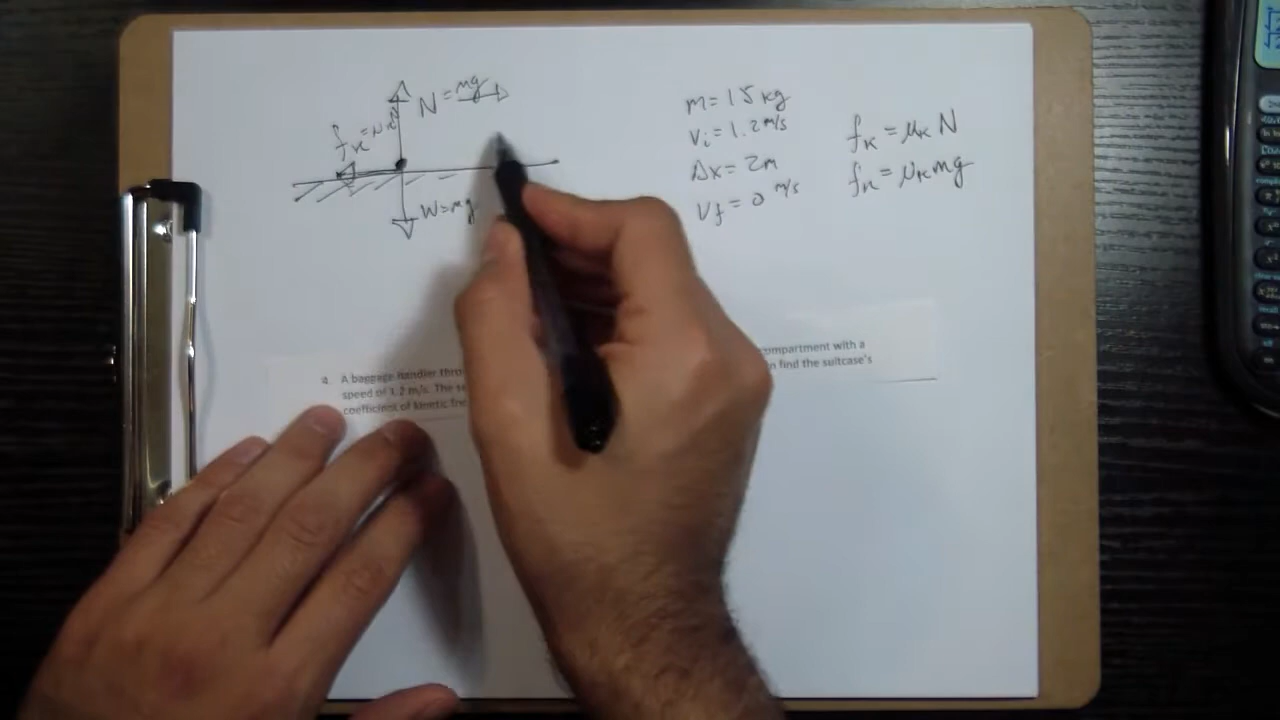 N = mg
fK = μK
W = mg
m = 15 kg
Vi = 1.2 m/s
Δx = 2m
Vf = 0 m/s
fK = μK N
fK = μK mg
4. A baggage handler compartment with a
speed of 1.2 m/s. The find the suitcase's
coefficient of kinetic